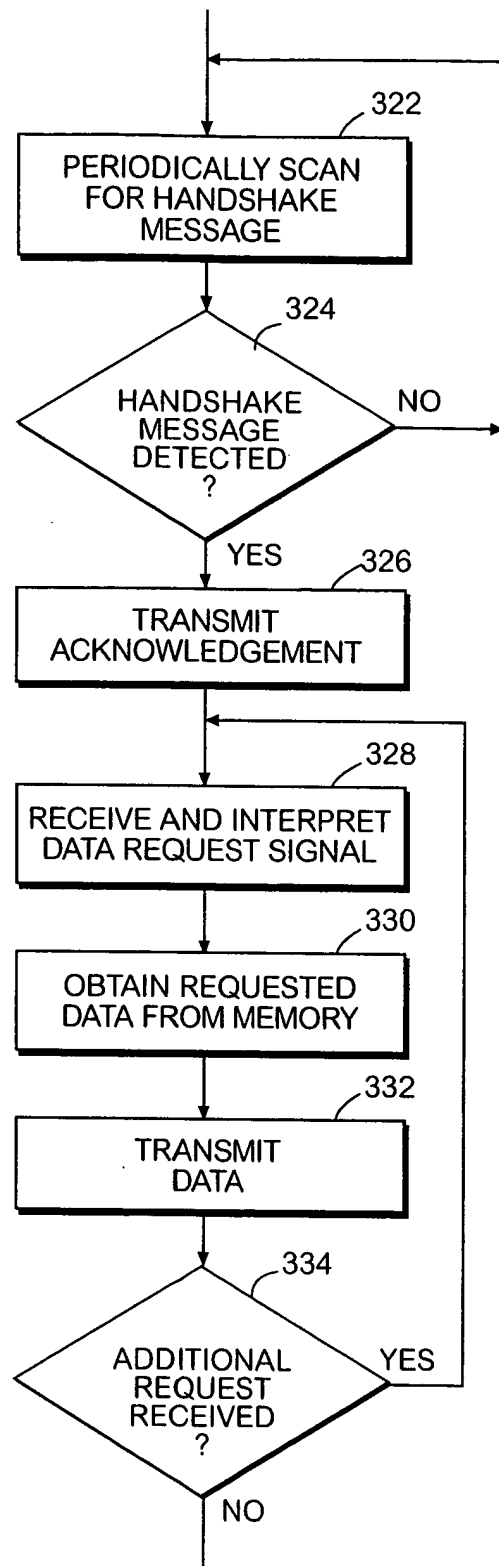 322
PERIODICALLY SCAN
FOR HANDSHAKE
MESSAGE
324
HANDSHAKE
MESSAGE
DETECTED
?
NO
YES
326
TRANSMIT
ACKNOWLEDGEMENT
328
RECEIVE AND INTERPRET
DATA REQUEST SIGNAL
330
OBTAIN REQUESTED
DATA FROM MEMORY
332
TRANSMIT
DATA
334
ADDITIONAL
REQUEST
RECEIVED
?
YES
NO